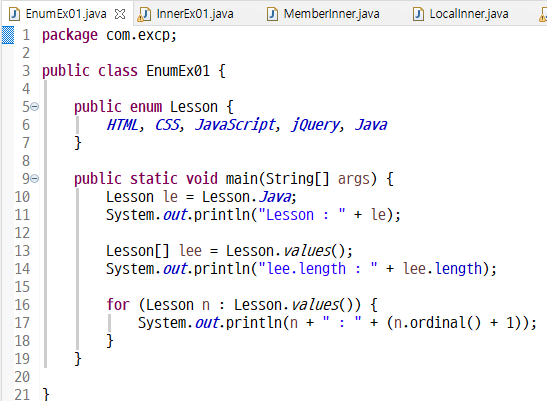 EnumEx01.java InnerEx01.java MemberInner.java LocalInner.java
1 package com.excp;
2
3 public class EnumEx01 {
4
5 public enum Lesson {
6 HTML, CSS, JavaScript, jQuery, Java
7 }
8
9 public static void main(String[] args) {
10 Lesson le = Lesson.Java;
11 System.out.println("Lesson : " + le);
12
13 Lesson[] lee = Lesson.values();
14 System.out.println("lee.length : " + lee.length);
15
16 for (Lesson n : Lesson.values()) {
17 System.out.println(n + " : " + (n.ordinal() + 1));
18 }
19 }
20
21 }